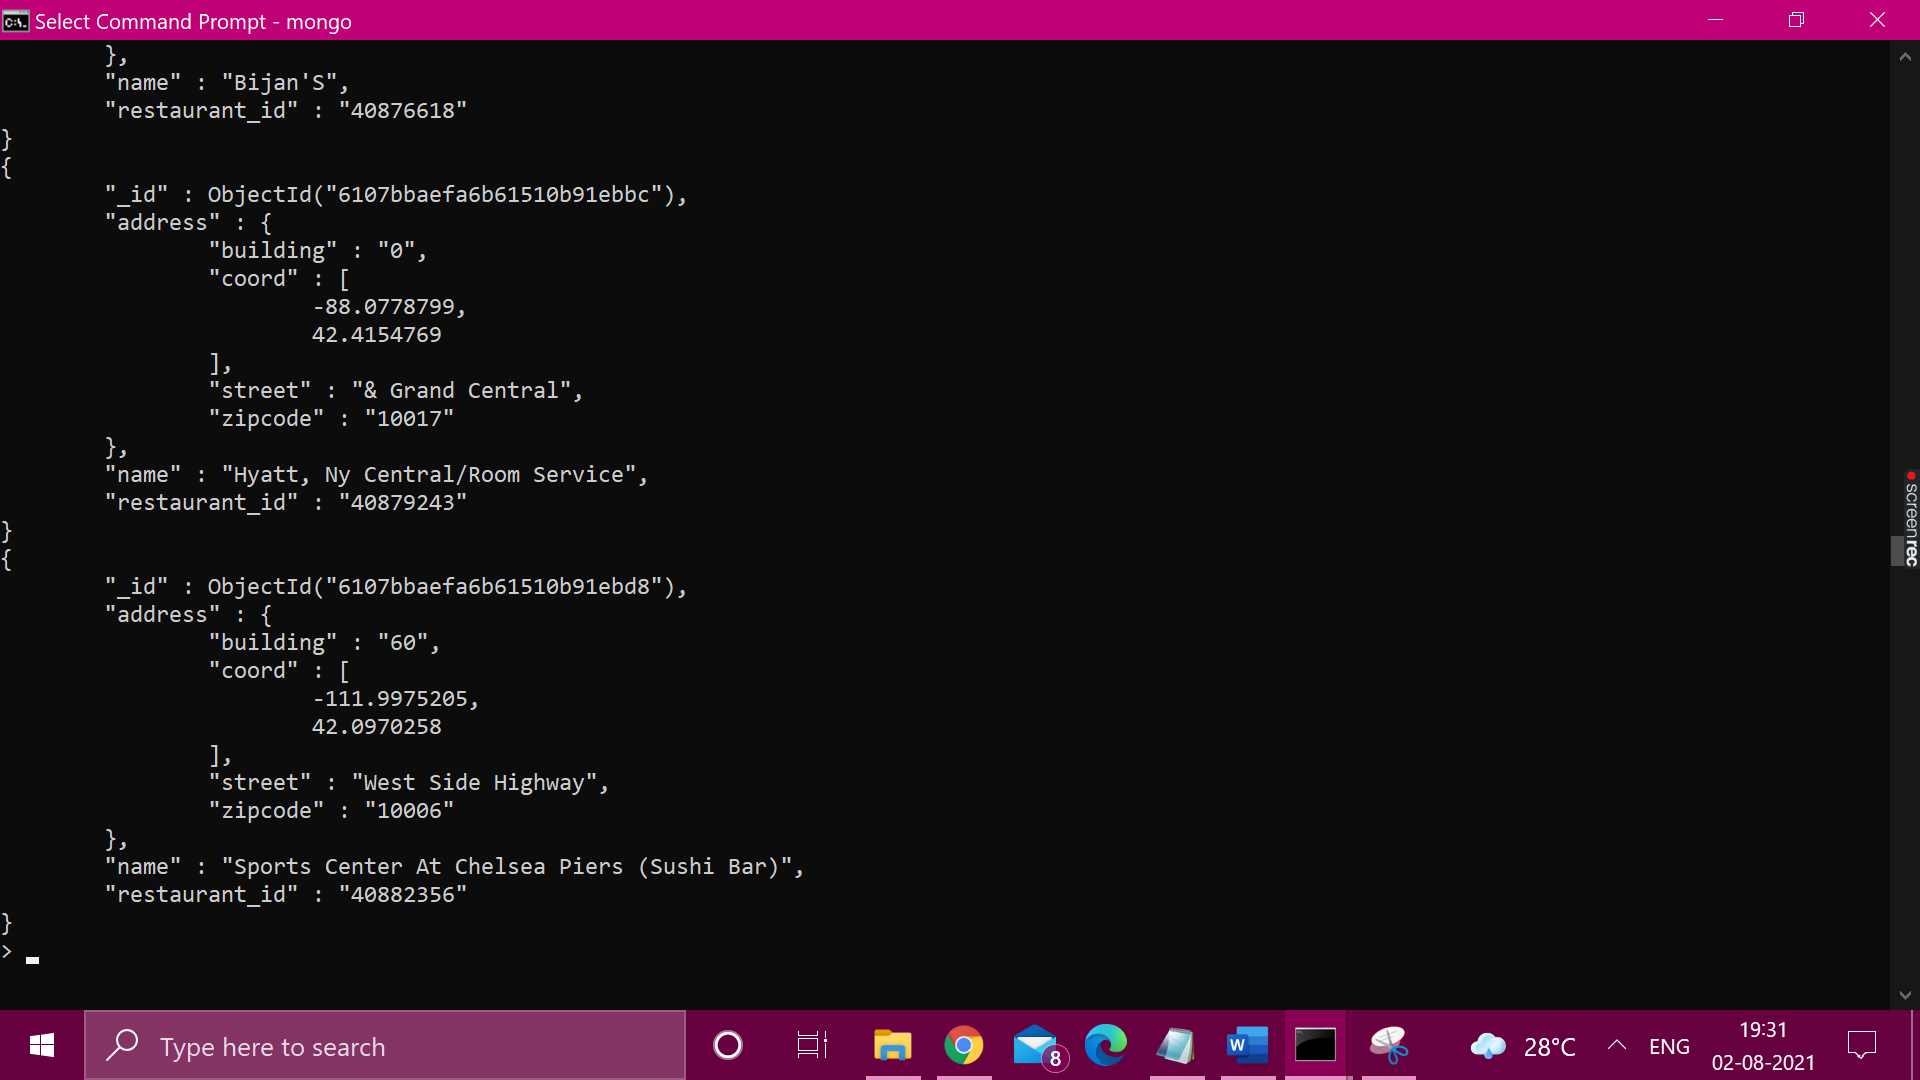 Select Command Prompt - mongo
},
"name" : "Bijan'S",
"restaurant_id" : "40876618"
}
{
"_id" : ObjectId("6107bbaefa6b61510b91ebbc"),
"address" : {
"building" : "0",
"coord" : [
-88.0778799,
42.4154769
],
"street" : "& Grand Central",
"zipcode" : "10017"
},
"name" : "Hyatt, Ny Central/Room Service",
"restaurant_id" : "40879243"
}
{
"_id" : ObjectId("6107bbaefa6b61510b91ebd8"),
"address" : {
"building" : "60",
"coord" : [
-111.9975205,
42.0970258
],
"street" : "West Side Highway",
"zipcode" : "10006"
},
"name" : "Sports Center At Chelsea Piers (Sushi Bar)",
"restaurant_id" : "40882356"
}
>
screenrec
Type here to search
8
W
28°C
ENG
19:31
02-08-2021